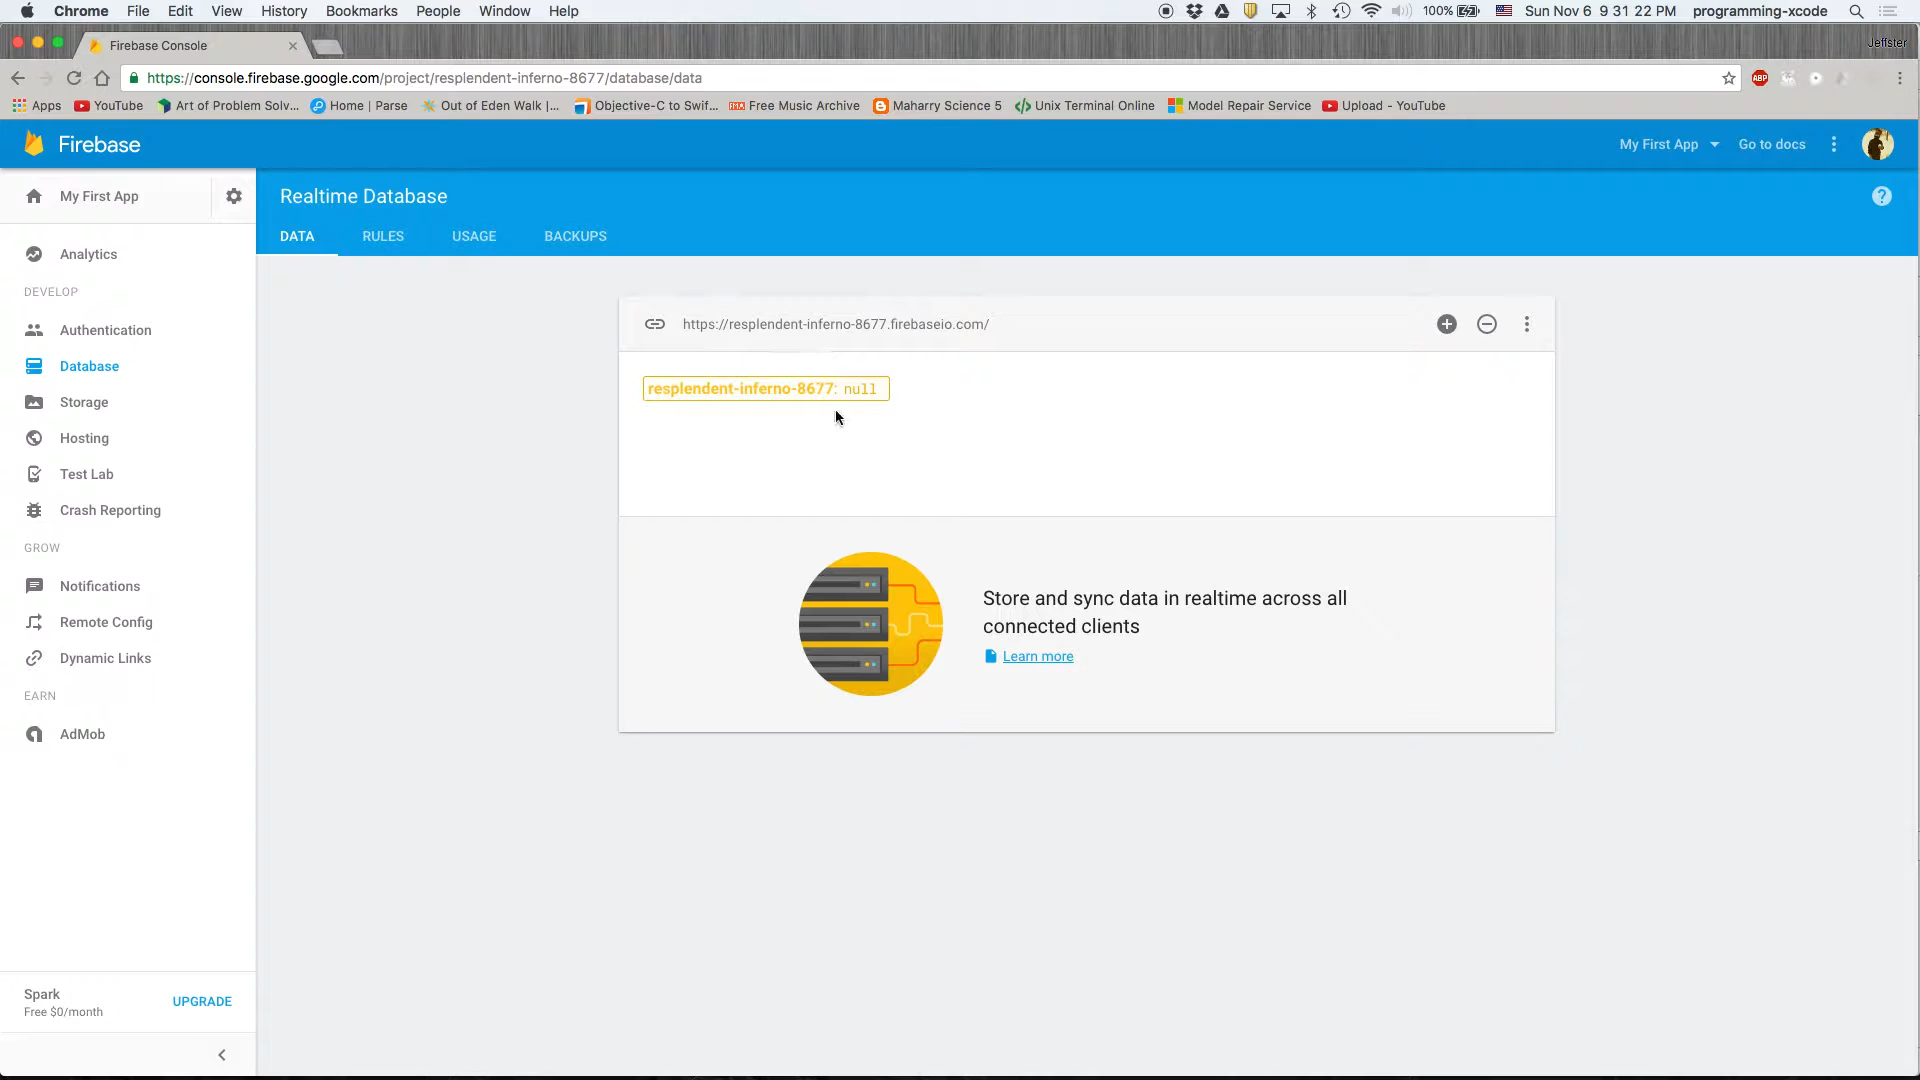 Chrome File Edit View History Bookmarks People Window Help 100% Sun Nov 6 9 31 22 PM programming-xcode
Firebase Console Jeffster
https://console.firebase.google.com/project/resplendent-inferno-8677/database/data ABP
Apps YouTube Art of Problem Solv... Home | Parse Out of Eden Walk |... Objective-C to Swif... FMA Free Music Archive Maharry Science 5 Unix Terminal Online Model Repair Service Upload - YouTube
Firebase My First App Go to docs
My First App
Realtime Database
DATA RULES USAGE BACKUPS
Analytics
DEVELOP
Authentication
Database
Storage
Hosting
Test Lab
Crash Reporting
GROW
Notifications
Remote Config
Dynamic Links
EARN
AdMob
Spark
Free $0/month
UPGRADE
https://resplendent-inferno-8677.firebaseio.com/
resplendent-inferno-8677: null
Store and sync data in realtime across all
connected clients
Learn more